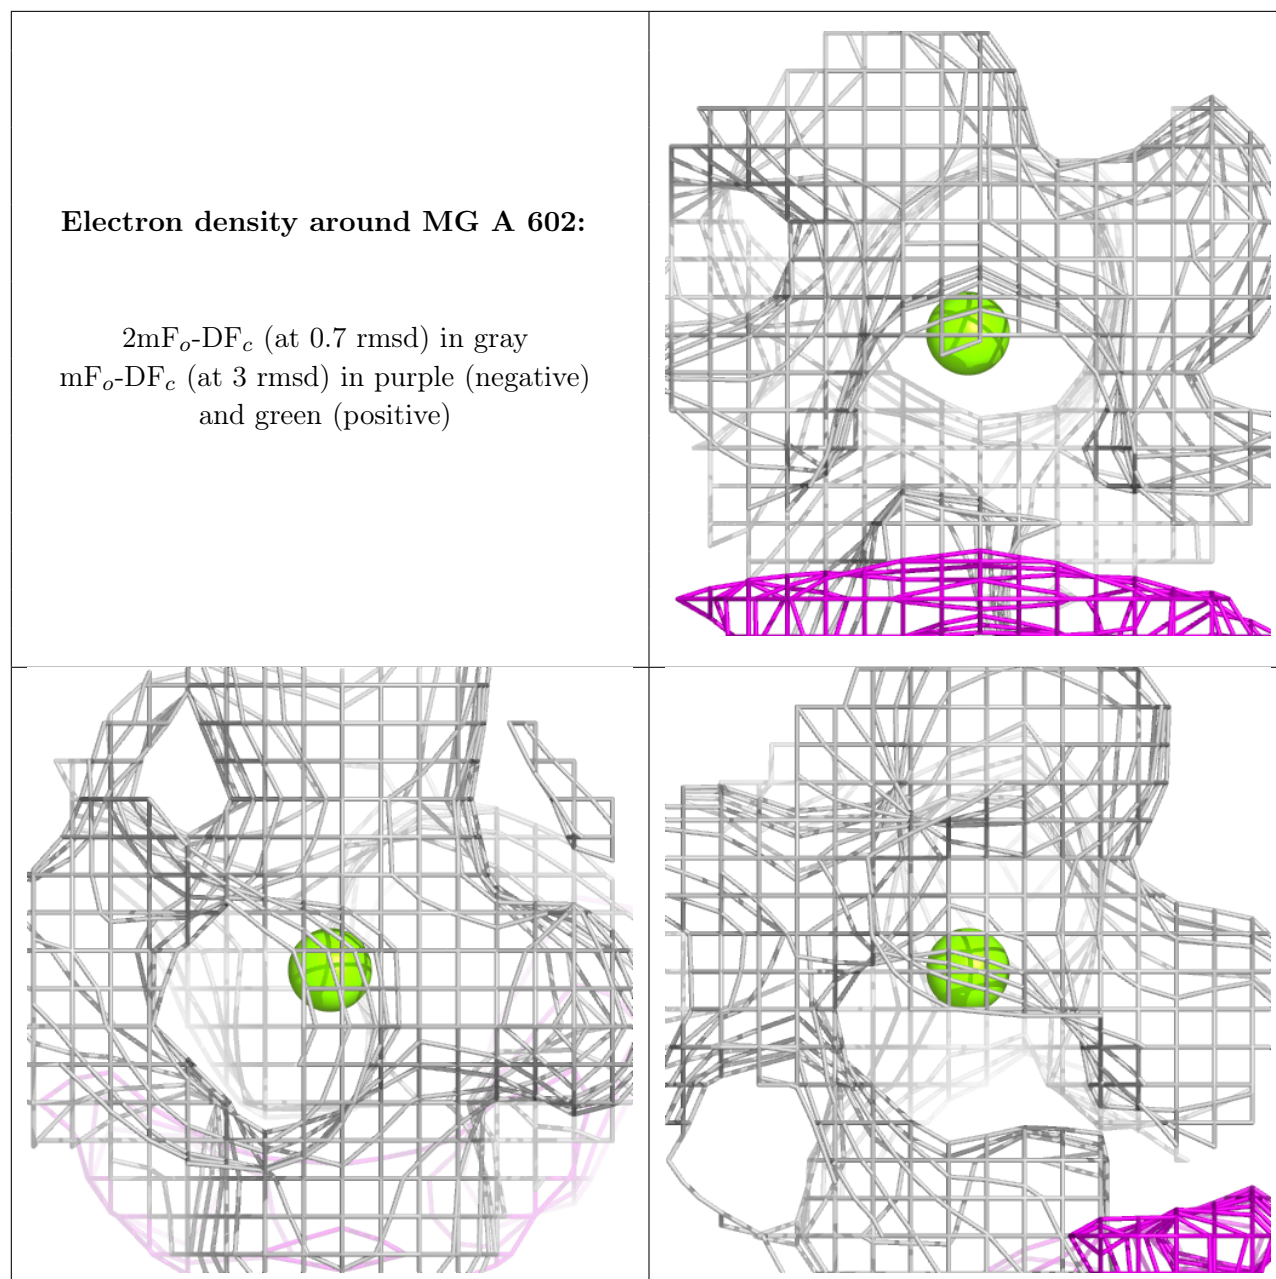 Electron density around MG A 602:
2mFo-DFc (at 0.7 rmsd) in gray
mFo-DFc (at 3 rmsd) in purple (negative)
and green (positive)